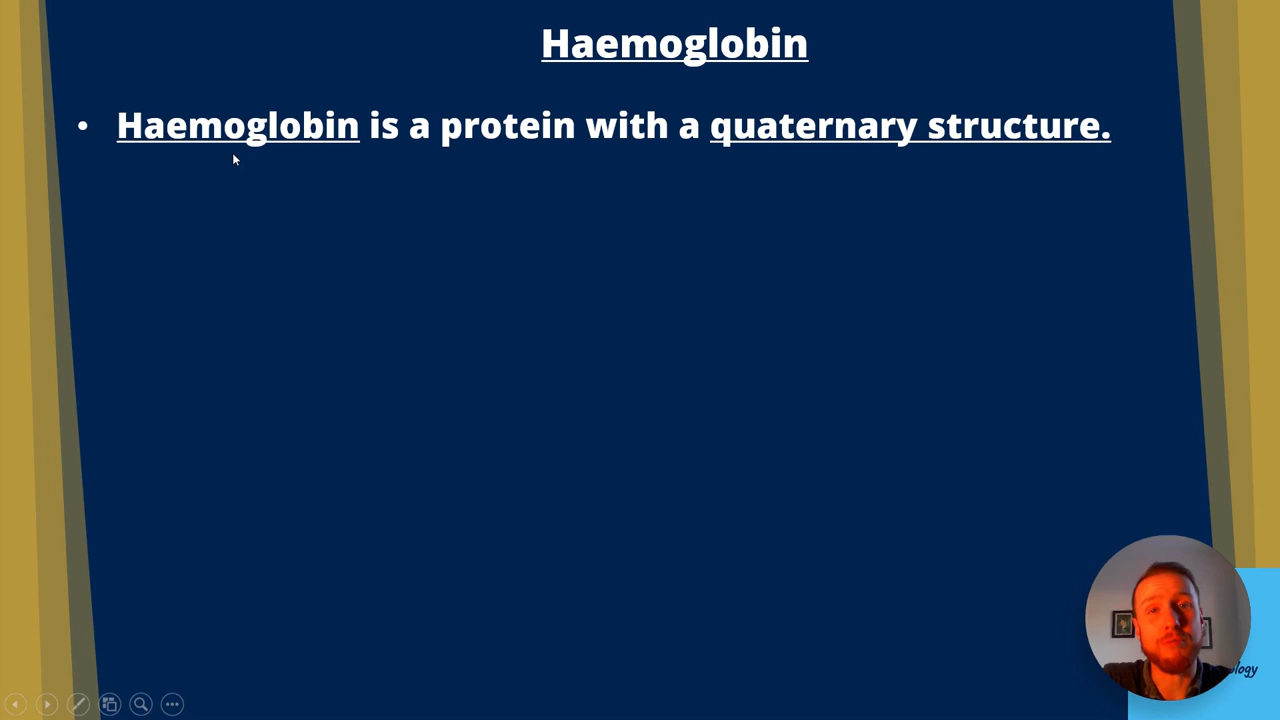 Haemoglobin
• Haemoglobin is a protein with a quaternary structure.